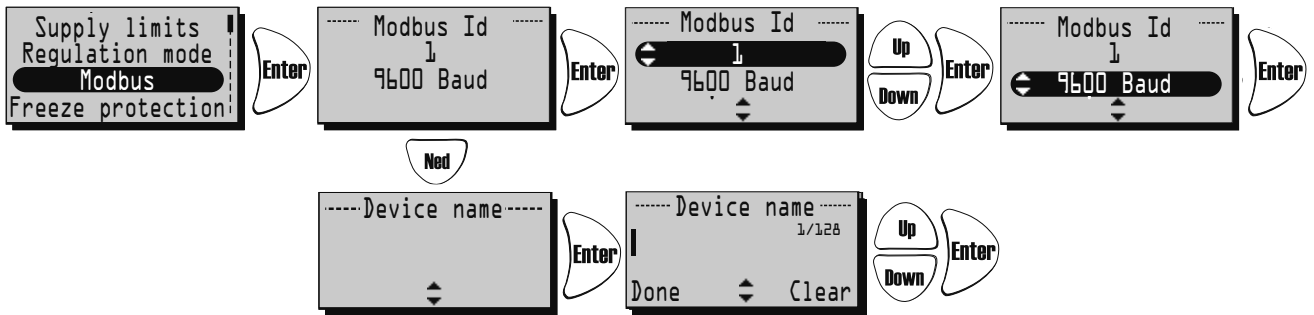 Supply limits
Regulation mode
Modbus
Freeze protection
Enter
Modbus Id
1
9600 Baud
Enter
Modbus Id
1
9600 Baud
Up
Down
Enter
Modbus Id
1
9600 Baud
Enter
Ned
Device name
Enter
Device name
1/128
Done
Clear
Up
Down
Enter